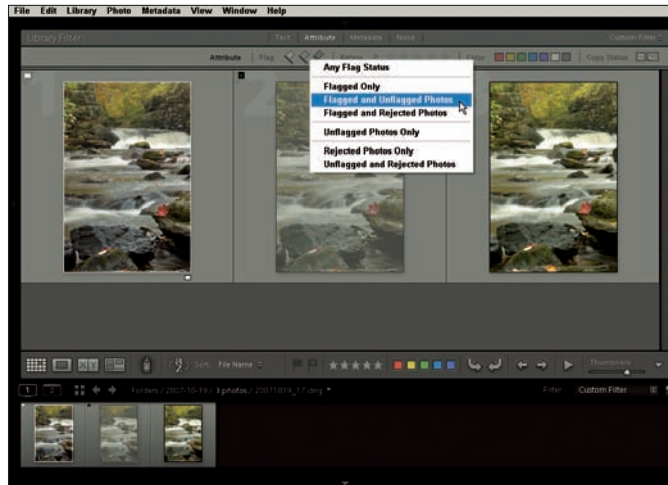 File Edit Library Photo Metadata View Window Help
Library Filter: Text Attribute Metadata None Custom Filter
Attribute Flag Rating Color Copy Status
Any Flag Status
Flagged Only
Flagged and Unflagged Photos
Flagged and Rejected Photos
Unflagged Photos Only
Rejected Photos Only
Unflagged and Rejected Photos
Sort: File Name Thumbnails
1 2 Folders / 2007-10-19 / 3 photos / 20071019_17.dng Filter: Custom Filter